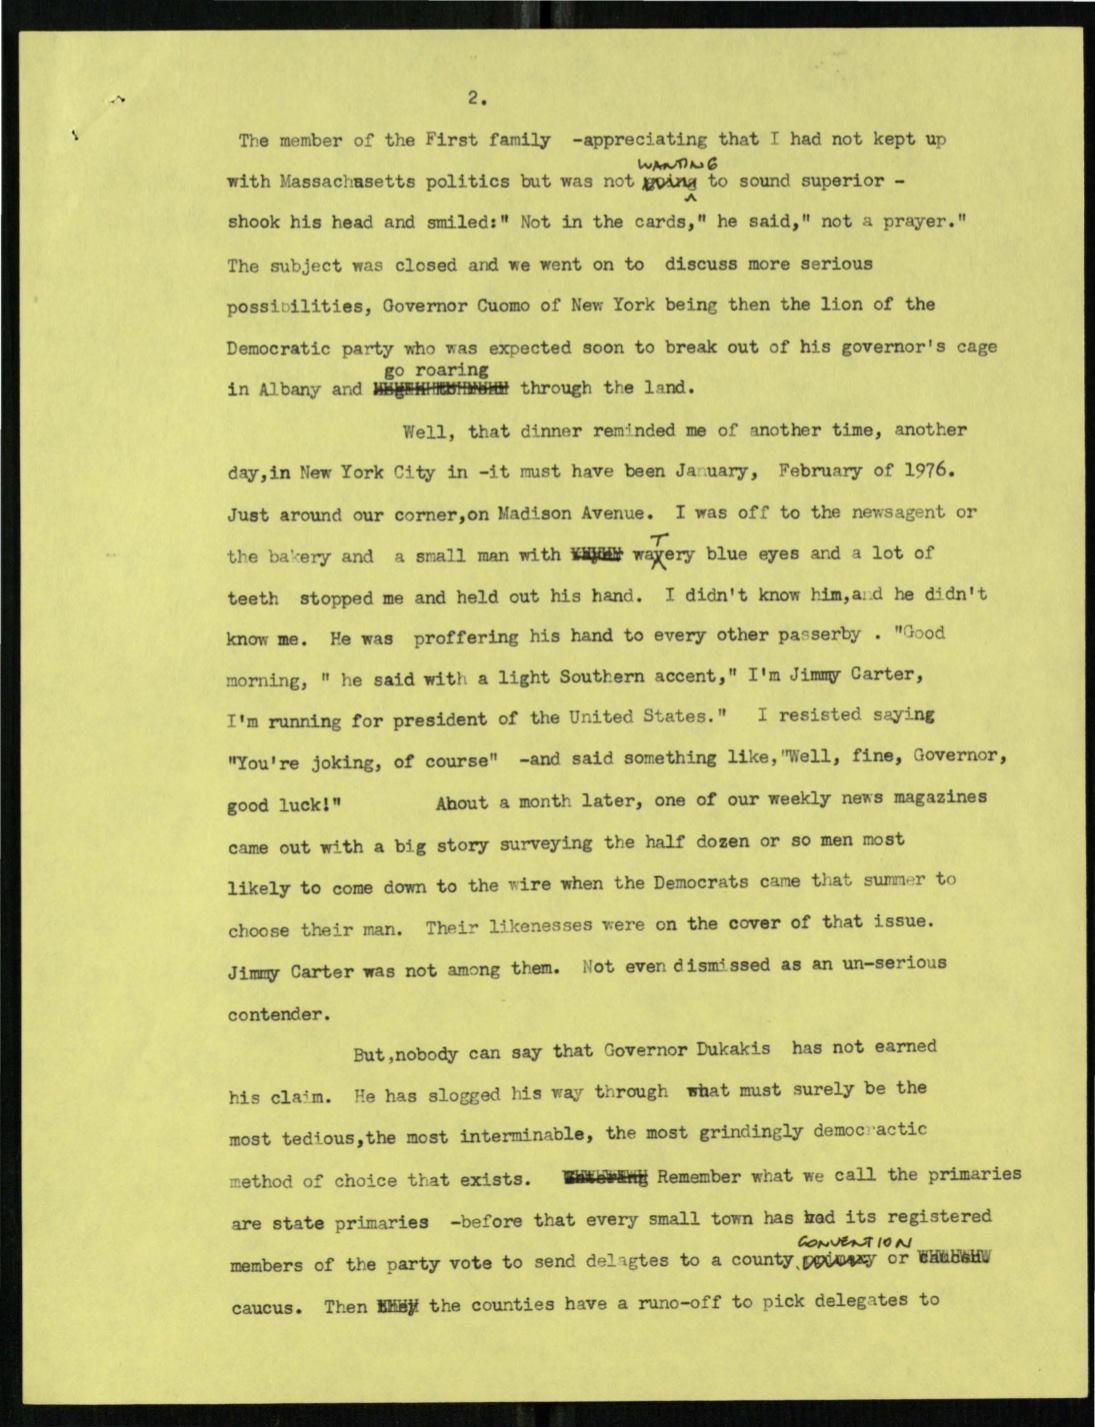 2.
The member of the First family -appreciating that I had not kept up
WANTING
with Massachusetts politics but was not going to sound superior -
shook his head and smiled:" Not in the cards," he said," not a prayer."
The subject was closed and we went on to discuss more serious
possibilities, Governor Cuomo of New York being then the lion of the
Democratic party who was expected soon to break out of his governor's cage
go roaring
in Albany and through the land.
Well, that dinner reminded me of another time, another
day,in New York City in -it must have been January, February of 1976.
Just around our corner,on Madison Avenue. I was off to the newsagent or
the bakery and a small man with watery blue eyes and a lot of
teeth stopped me and held out his hand. I didn't know him,and he didn't
know me. He was proffering his hand to every other passerby . "Good
morning, " he said with a light Southern accent," I'm Jimmy Carter,
I'm running for president of the United States." I resisted saying
"You're joking, of course" -and said something like,"Well, fine, Governor,
good luck!" About a month later, one of our weekly news magazines
came out with a big story surveying the half dozen or so men most
likely to come down to the wire when the Democrats came that summer to
choose their man. Their likenesses were on the cover of that issue.
Jimmy Carter was not among them. Not even dismissed as an un-serious
contender.
But,nobody can say that Governor Dukakis has not earned
his claim. He has slogged his way through what must surely be the
most tedious,the most interminable, the most grindingly democractic
method of choice that exists. Remember what we call the primaries
are state primaries -before that every small town has had its registered
CONVENTION
members of the party vote to send delagtes to a county primary or
caucus. Then they the counties have a runo-off to pick delegates to